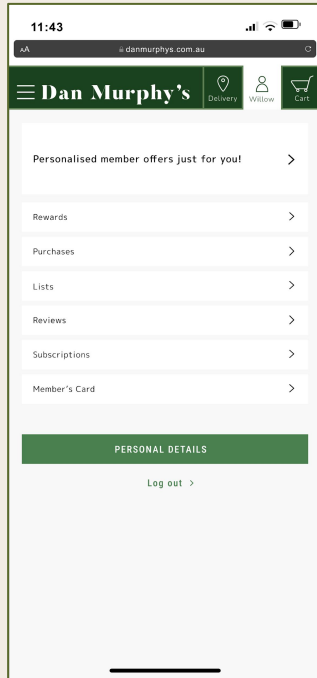 11:43
AA
danmurphys.com.au
Dan Murphy's
Delivery
Willow
Cart
Personalised member offers just for you!
Rewards
Purchases
Lists
Reviews
Subscriptions
Member's Card
PERSONAL DETAILS
Log out